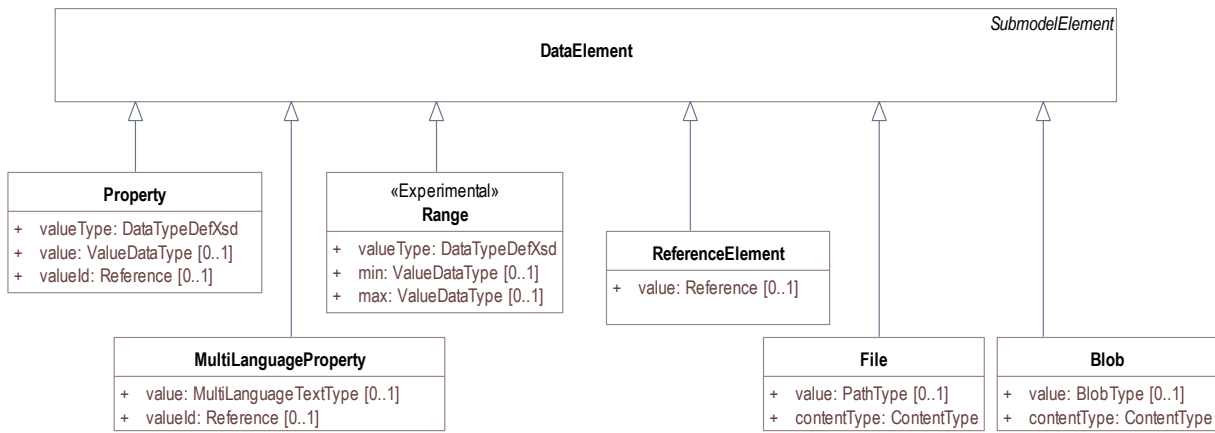 SubmodelElement
DataElement
Property
+ valueType: DataTypeDefXsd
+ value: ValueDataType [0..1]
+ valueId: Reference [0..1]
«Experimental»
Range
+ valueType: DataTypeDefXsd
+ min: ValueDataType [0..1]
+ max: ValueDataType [0..1]
ReferenceElement
+ value: Reference [0..1]
MultiLanguageProperty
+ value: MultiLanguageTextType [0..1]
+ valueId: Reference [0..1]
File
+ value: PathType [0..1]
+ contentType: ContentType
Blob
+ value: BlobType [0..1]
+ contentType: ContentType